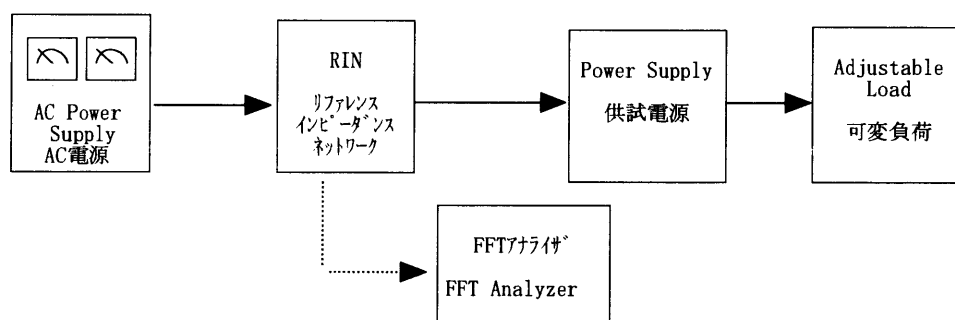 AC Power
Supply
AC電源
RIN
リファレンス
インピーダンス
ネットワーク
Power Supply
供試電源
Adjustable
Load
可変負荷
FFTアナライザ
FFT Analyzer